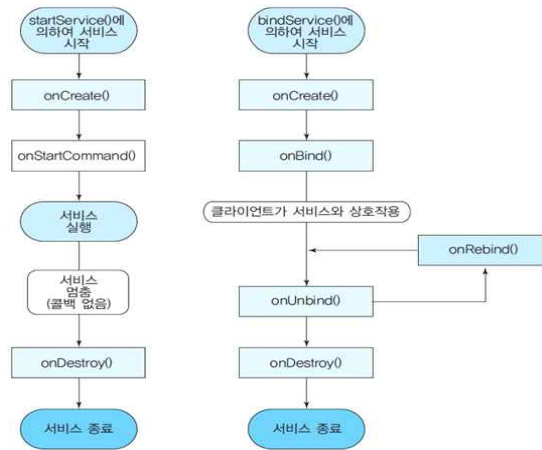 startService()에
의하여 서비스
시작
onCreate()
onStartCommand()
서비스
실행
서비스
멈춤
(콜백 없음)
onDestroy()
서비스 종료
bindService()에
의하여 서비스
시작
onCreate()
onBind()
클라이언트가 서비스와 상호작용
onRebind()
onUnbind()
onDestroy()
서비스 종료